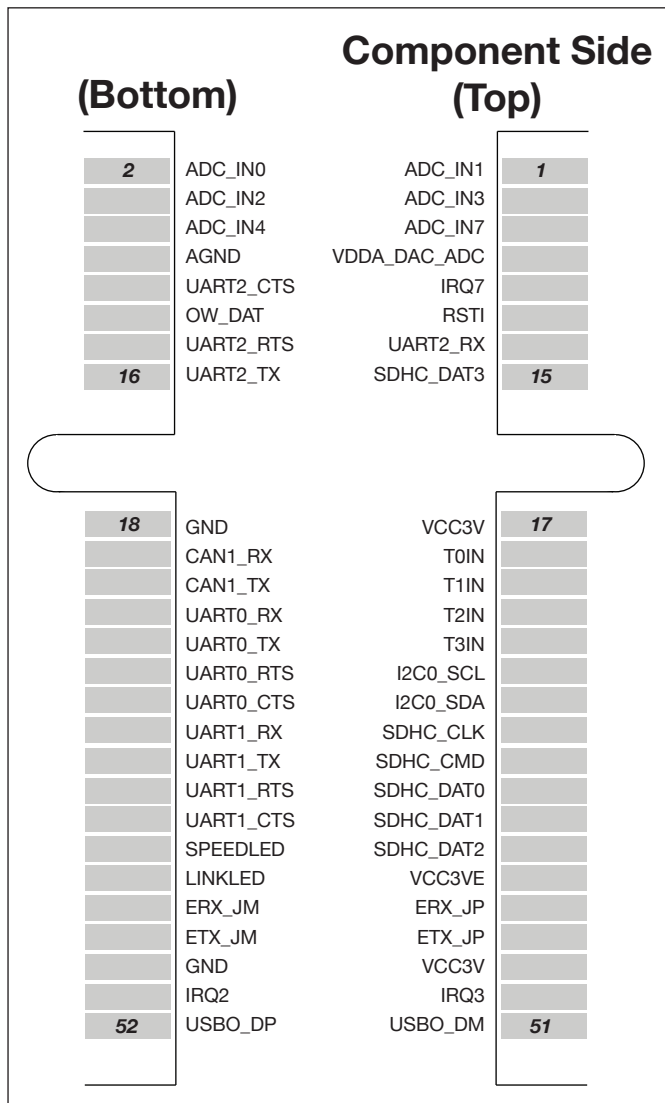 Component Side
(Bottom) (Top)
2 ADC_IN0 ADC_IN1 1
ADC_IN2 ADC_IN3
ADC_IN4 ADC_IN7
AGND VDDA_DAC_ADC
UART2_CTS IRQ7
OW_DAT RSTI
UART2_RTS UART2_RX
16 UART2_TX SDHC_DAT3 15
18 GND VCC3V 17
CAN1_RX T0IN
CAN1_TX T1IN
UART0_RX T2IN
UART0_TX T3IN
UART0_RTS I2C0_SCL
UART0_CTS I2C0_SDA
UART1_RX SDHC_CLK
UART1_TX SDHC_CMD
UART1_RTS SDHC_DAT0
UART1_CTS SDHC_DAT1
SPEEDLED SDHC_DAT2
LINKLED VCC3VE
ERX_JM ERX_JP
ETX_JM ETX_JP
GND VCC3V
IRQ2 IRQ3
52 USBO_DP USBO_DM 51